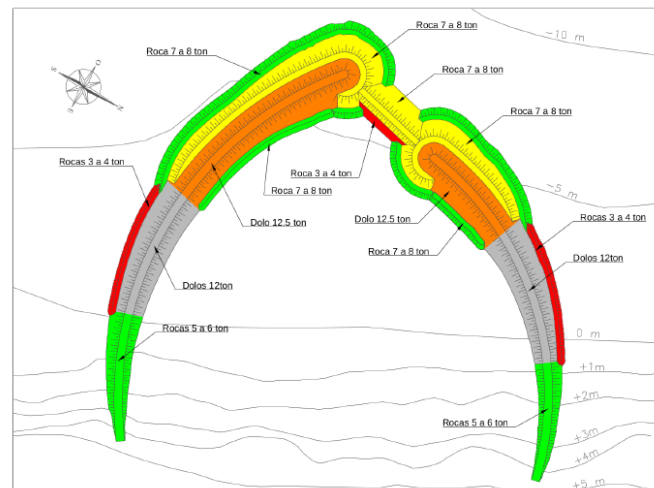 Roca 7 a 8 ton
-10 m
Roca 7 a 8 ton
Roca 7 a 8 ton
Roca 7 a 8 ton
Rocas 3 a 4 ton
Roca 3 a 4 ton
Roca 7 a 8 ton
-5 m
Dolo 12.5 ton
Dolo 12.5 ton
Rocas 3 a 4 ton
Roca 7 a 8 ton
Dolos 12ton
Dolos 12ton
Rocas 5 a 6 ton
0 m
+1m
+2m
Rocas 5 a 6 ton
+3m
+4m
+5 m